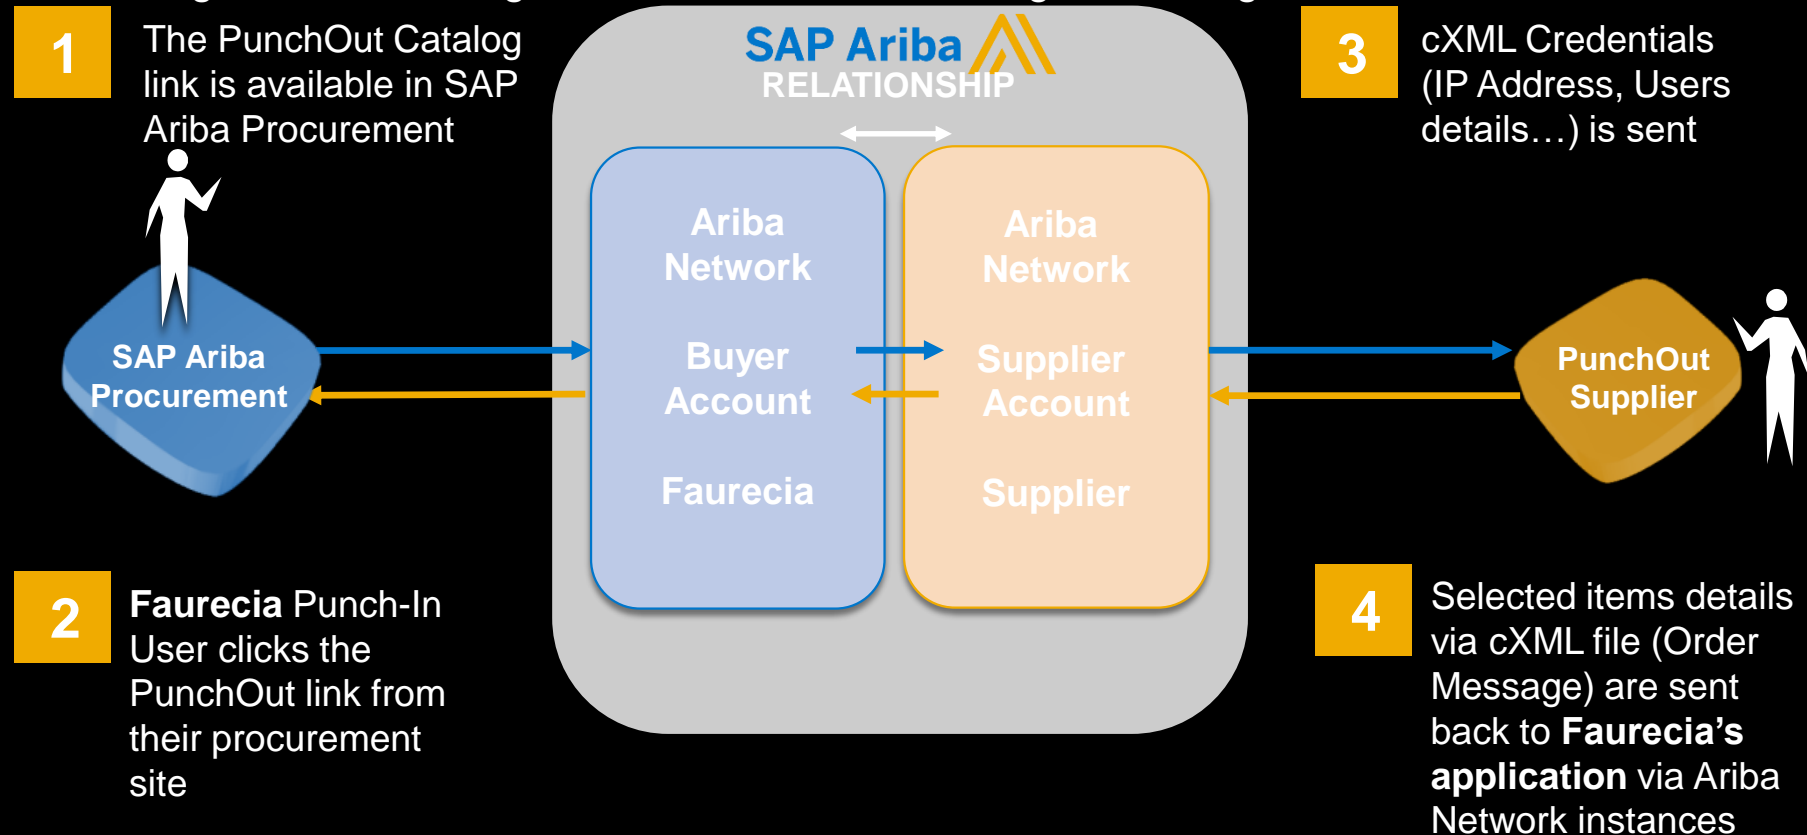 1
The PunchOut Catalog
link is available in SAP
Ariba Procurement
SAP Ariba
RELATIONSHIP
3
cXML Credentials
(IP Address, Users
details…) is sent
SAP Ariba
Procurement
Ariba
Network
Buyer
Account
Faurecia
Ariba
Network
Supplier
Account
Supplier
PunchOut
Supplier
2
Faurecia Punch-In
User clicks the
PunchOut link from
their procurement
site
4
Selected items details
via cXML file (Order
Message) are sent
back to Faurecia’s
application via Ariba
Network instances